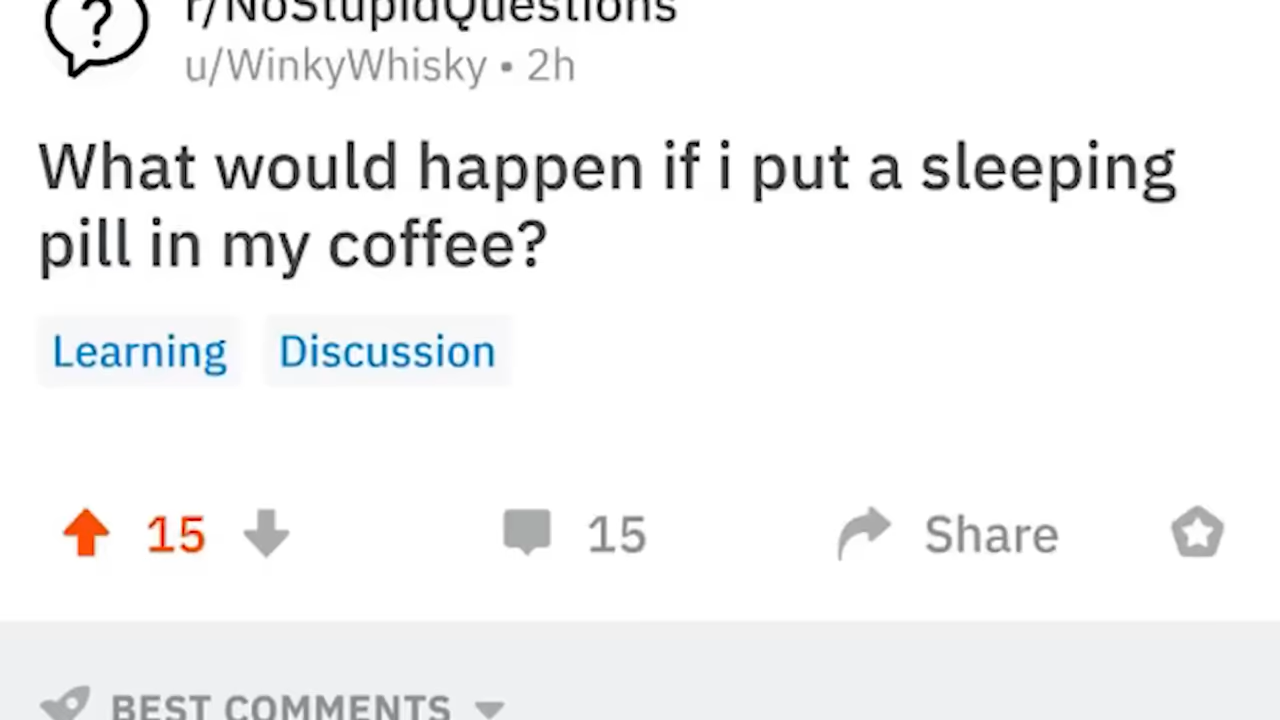 r/NoStupidQuestions
u/WinkyWhisky • 2h
What would happen if i put a sleeping
pill in my coffee?
Learning Discussion
15 15 Share
BEST COMMENTS